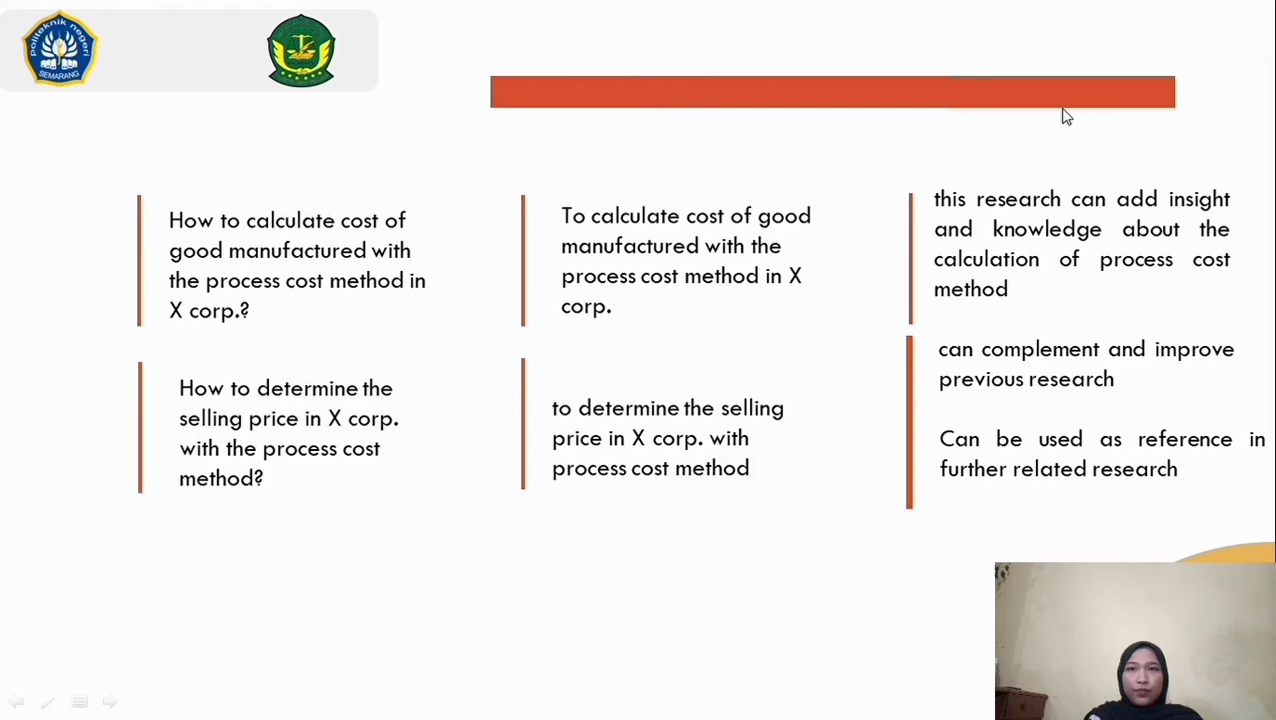 Politeknik negeri
SEMARANG
How to calculate cost of
good manufactured with
the process cost method in
X corp.?
How to determine the
selling price in X corp.
with the process cost
method?
To calculate cost of good
manufactured with the
process cost method in X
corp.
to determine the selling
price in X corp. with
process cost method
this research can add insight
and knowledge about the
calculation of process cost
method
can complement and improve
previous research
Can be used as reference in
further related research